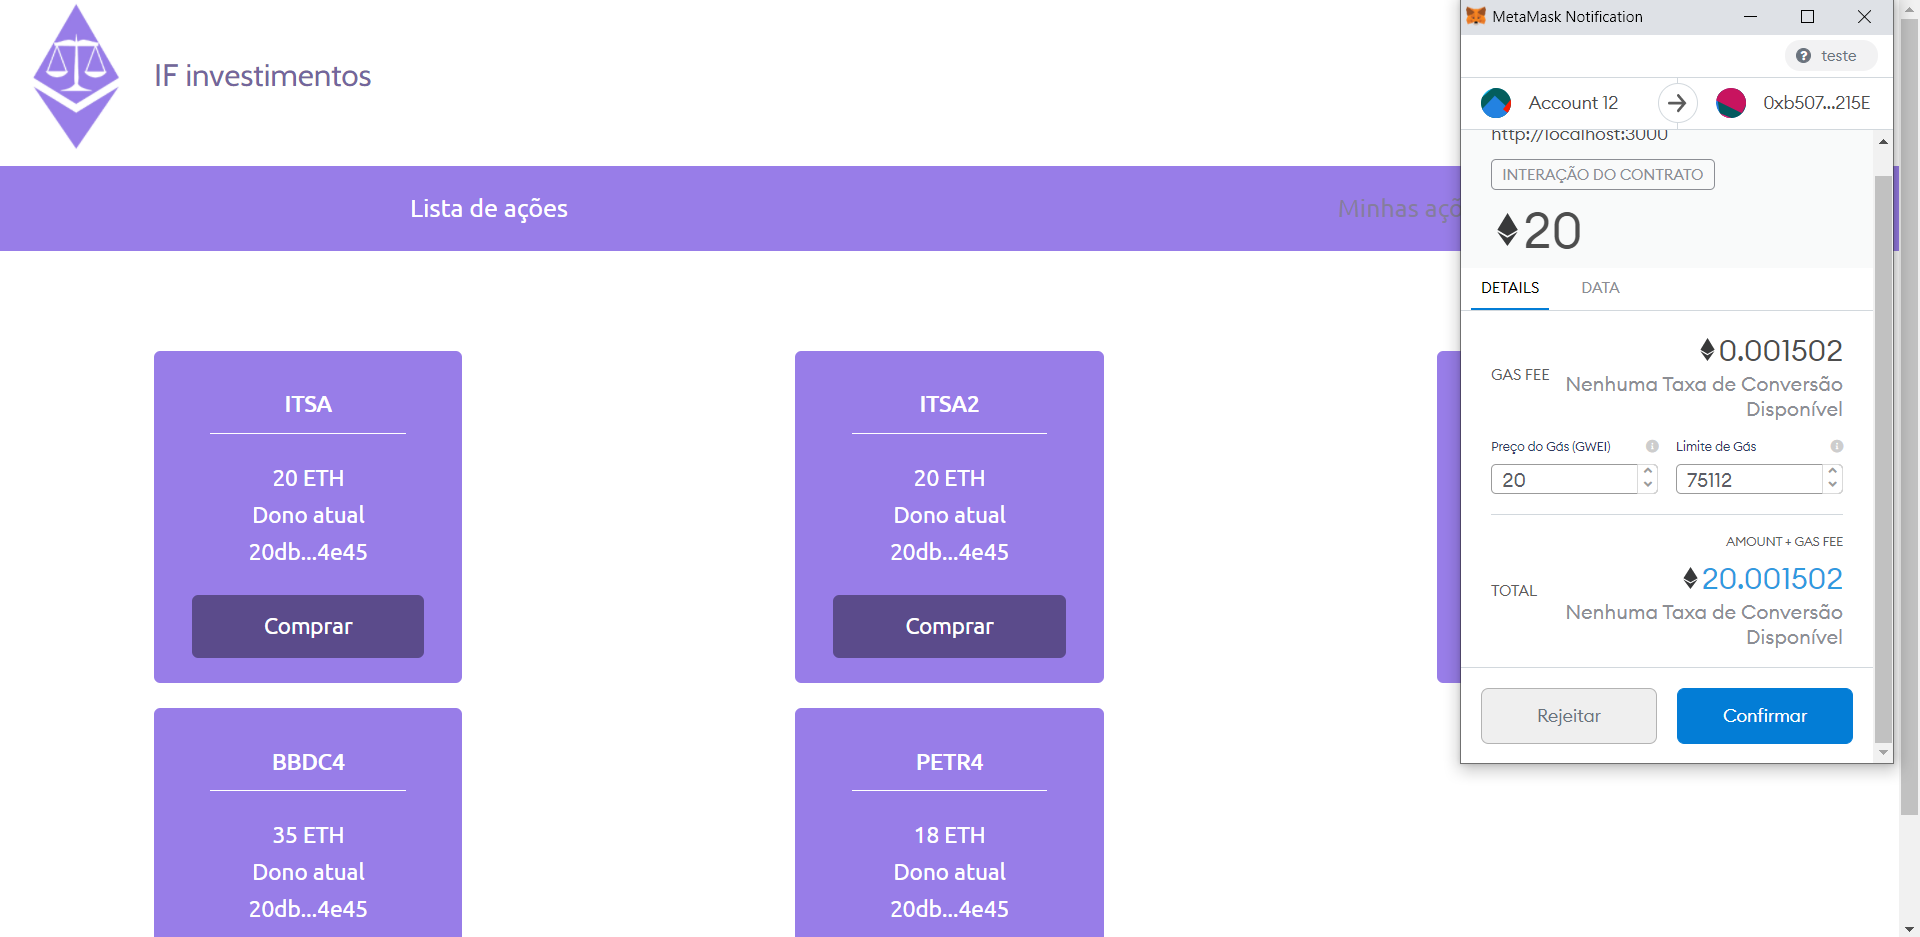 IF investimentos
Lista de ações
Minhas
ITSA
20 ETH
Dono atual
20db...4e45
Comprar
ITSA2
20 ETH
Dono atual
20db...4e45
Comprar
BBDC4
35 ETH
Dono atual
20db...4e45
PETR4
18 ETH
Dono atual
20db...4e45
MetaMask Notification
teste
Account 12
0xb507...215E
http://localhost:3000
INTERAÇÃO DO CONTRATO
20
DETAILS
DATA
GAS FEE
0.001502
Nenhuma Taxa de Conversão
Disponível
Preço do Gás (GWEI)
Limite de Gás
20
75112
AMOUNT + GAS FEE
TOTAL
20.001502
Nenhuma Taxa de Conversão
Disponível
Rejeitar
Confirmar